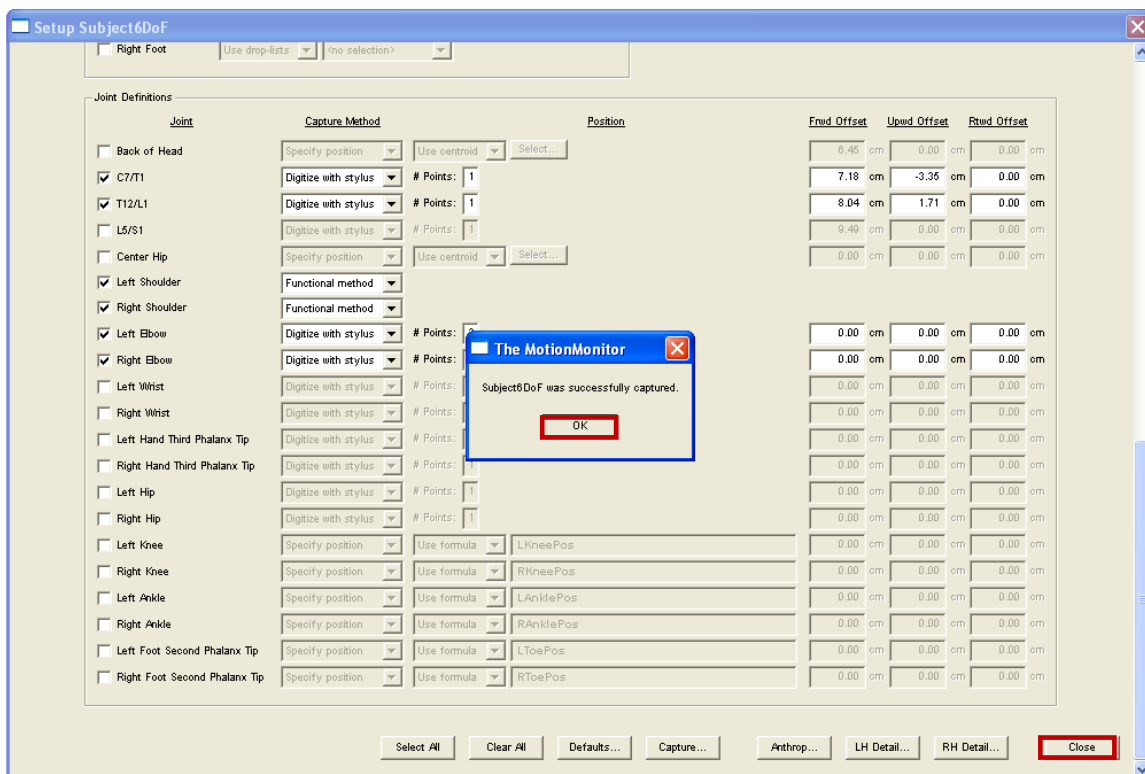 Setup Subject6DoF
Right Foot Use drop-lists <no selection>
Joint Definitions
Joint Capture Method Position Frwd Offset Upwd Offset Rtwd Offset
Back of Head Specify position Use centroid Select... 6.45 cm 0.00 cm 0.00 cm
C7/T1 Digitize with stylus # Points: 1 7.18 cm -3.35 cm 0.00 cm
T12/L1 Digitize with stylus # Points: 1 8.04 cm 1.71 cm 0.00 cm
L5/S1 Digitize with stylus # Points: 1 9.49 cm 0.00 cm 0.00 cm
Center Hip Specify position Use centroid Select... 0.00 cm 0.00 cm 0.00 cm
Left Shoulder Functional method
Right Shoulder Functional method
Left Elbow Digitize with stylus # Points: 0.00 cm 0.00 cm 0.00 cm
Right Elbow Digitize with stylus # Points: 0.00 cm 0.00 cm 0.00 cm
The MotionMonitor
Subject6DoF was successfully captured.
OK
Left Wrist Digitize with stylus # Points: 0.00 cm 0.00 cm 0.00 cm
Right Wrist Digitize with stylus # Points: 0.00 cm 0.00 cm 0.00 cm
Left Hand Third Phalanx Tip Digitize with stylus # Points: 0.00 cm 0.00 cm 0.00 cm
Right Hand Third Phalanx Tip Digitize with stylus # Points: 1 0.00 cm 0.00 cm 0.00 cm
Left Hip Digitize with stylus # Points: 1 0.00 cm 0.00 cm 0.00 cm
Right Hip Digitize with stylus # Points: 1 0.00 cm 0.00 cm 0.00 cm
Left Knee Specify position Use formula LKneePos 0.00 cm 0.00 cm 0.00 cm
Right Knee Specify position Use formula RKneePos 0.00 cm 0.00 cm 0.00 cm
Left Ankle Specify position Use formula LAnklePos 0.00 cm 0.00 cm 0.00 cm
Right Ankle Specify position Use formula RAnklePos 0.00 cm 0.00 cm 0.00 cm
Left Foot Second Phalanx Tip Specify position Use formula LToePos 0.00 cm 0.00 cm 0.00 cm
Right Foot Second Phalanx Tip Specify position Use formula RToePos 0.00 cm 0.00 cm 0.00 cm
Select All Clear All Defaults... Capture... Anthrop... LH Detail... RH Detail... Close